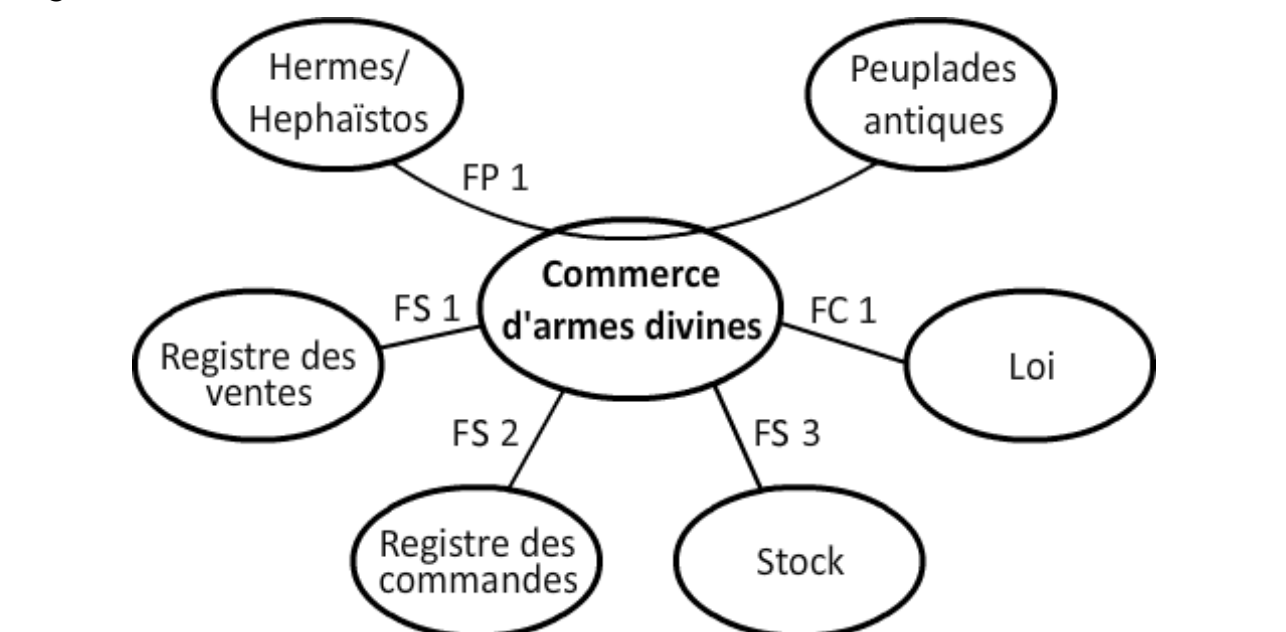 Hermes/
Hephaïstos
Peuplades
antiques
FP 1
Commerce
d'armes divines
FS 1
FC 1
Registre des
ventes
Loi
FS 2
FS 3
Registre des
commandes
Stock